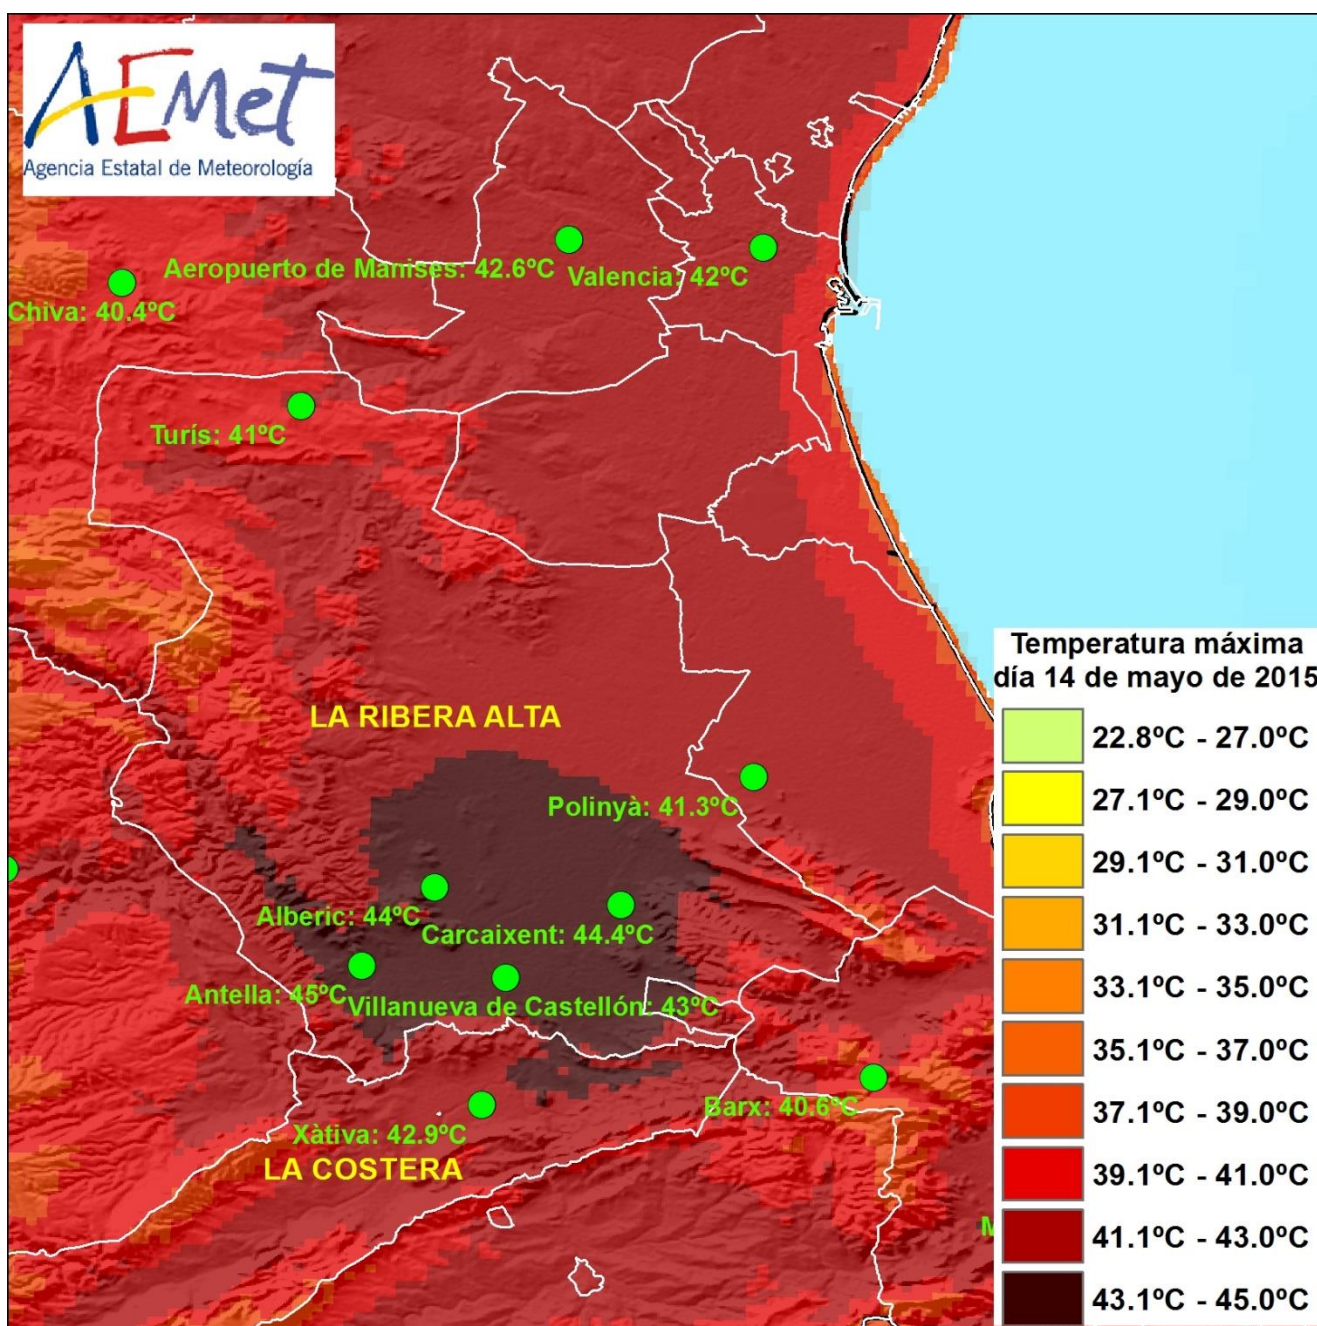 AEMet
Agencia Estatal de Meteorología
Aeropuerto de Manises: 42.6ºC
Valencia: 42ºC
Chiva: 40.4ºC
Turís: 41ºC
Temperatura máxima
día 14 de mayo de 2015
22.8ºC - 27.0ºC
27.1ºC - 29.0ºC
29.1ºC - 31.0ºC
31.1ºC - 33.0ºC
33.1ºC - 35.0ºC
35.1ºC - 37.0ºC
37.1ºC - 39.0ºC
39.1ºC - 41.0ºC
41.1ºC - 43.0ºC
43.1ºC - 45.0ºC
LA RIBERA ALTA
Polinyà: 41.3ºC
Alberic: 44ºC
Carcaixent: 44.4ºC
Antella: 45ºC
Villanueva de Castellón: 43ºC
Barx: 40.6ºC
Xàtiva: 42.9ºC
LA COSTERA